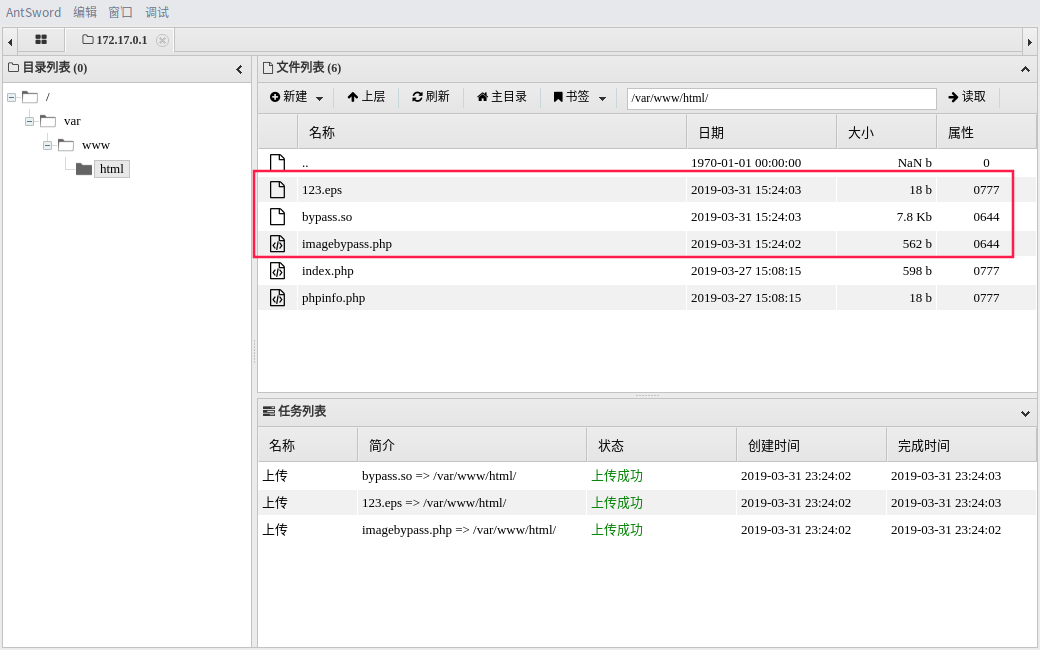 AntSword 编辑 窗口 调试
172.17.0.1
目录列表 (0)
/
var
www
html
文件列表 (6)
新建 上层 刷新 主目录 书签 /var/www/html/ 读取
名称 日期 大小 属性
.. 1970-01-01 00:00:00 NaN b 0
123.eps 2019-03-31 15:24:03 18 b 0777
bypass.so 2019-03-31 15:24:03 7.8 Kb 0644
imagebypass.php 2019-03-31 15:24:02 562 b 0644
index.php 2019-03-27 15:08:15 598 b 0777
phpinfo.php 2019-03-27 15:08:15 18 b 0777
任务列表
名称 简介 状态 创建时间 完成时间
上传 bypass.so => /var/www/html/ 上传成功 2019-03-31 23:24:02 2019-03-31 23:24:03
上传 123.eps => /var/www/html/ 上传成功 2019-03-31 23:24:02 2019-03-31 23:24:03
上传 imagebypass.php => /var/www/html/ 上传成功 2019-03-31 23:24:02 2019-03-31 23:24:02